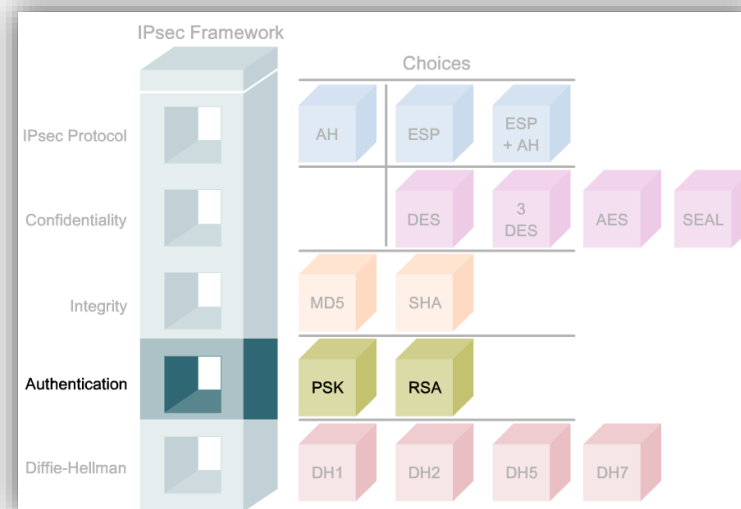 IPsec Framework
Choices
IPsec Protocol
AH
ESP
ESP
+ AH
Confidentiality
DES
3
DES
AES
SEAL
Integrity
MD5
SHA
Authentication
PSK
RSA
Diffie-Hellman
DH1
DH2
DH5
DH7